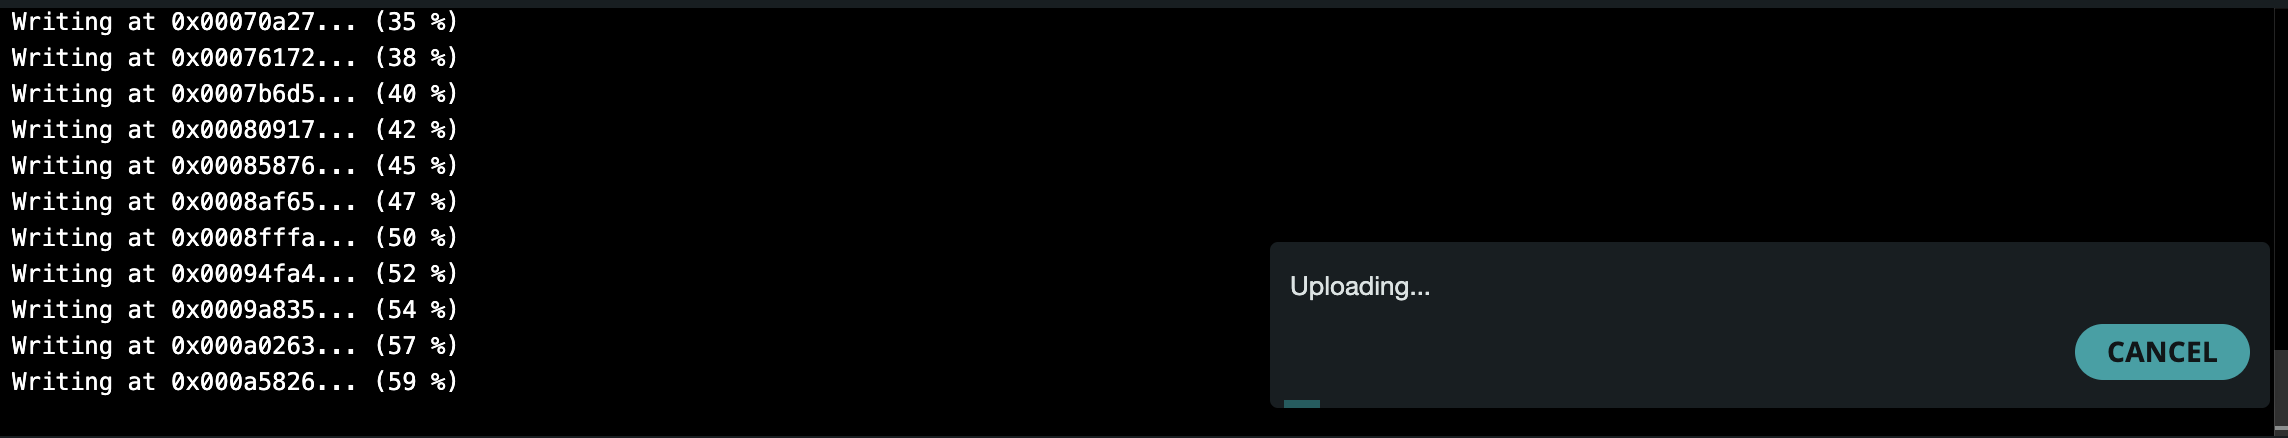 Writing at 0x00070a27... (35 %)
Writing at 0x00076172... (38 %)
Writing at 0x0007b6d5... (40 %)
Writing at 0x00080917... (42 %)
Writing at 0x00085876... (45 %)
Writing at 0x0008af65... (47 %)
Writing at 0x0008fffa... (50 %)
Writing at 0x00094fa4... (52 %)
Writing at 0x0009a835... (54 %)
Writing at 0x000a0263... (57 %)
Writing at 0x000a5826... (59 %)
Uploading...
CANCEL